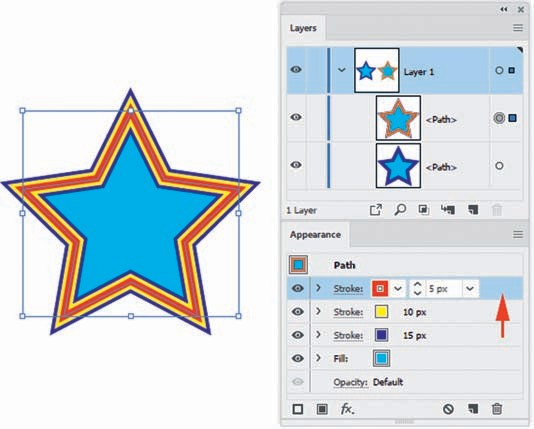 Layers
Layer 1
<Path>
<Path>
1 Layer
Appearance
Path
Stroke: 5 px
Stroke: 10 px
Stroke: 15 px
Fill:
Opacity: Default
fx.